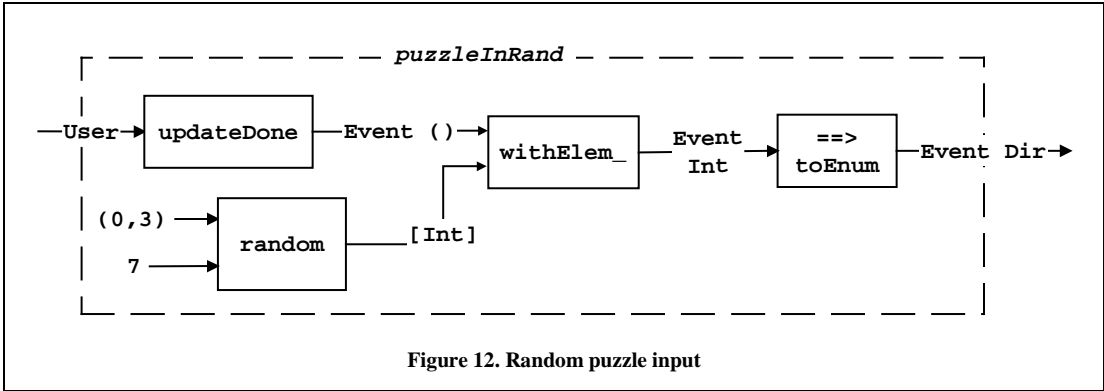 puzzleInRand
User
updateDone
Event ()
withElem_
Event
Int
==>
toEnum
Event Dir
(0,3)
7
random
[Int]
Figure 12. Random puzzle input